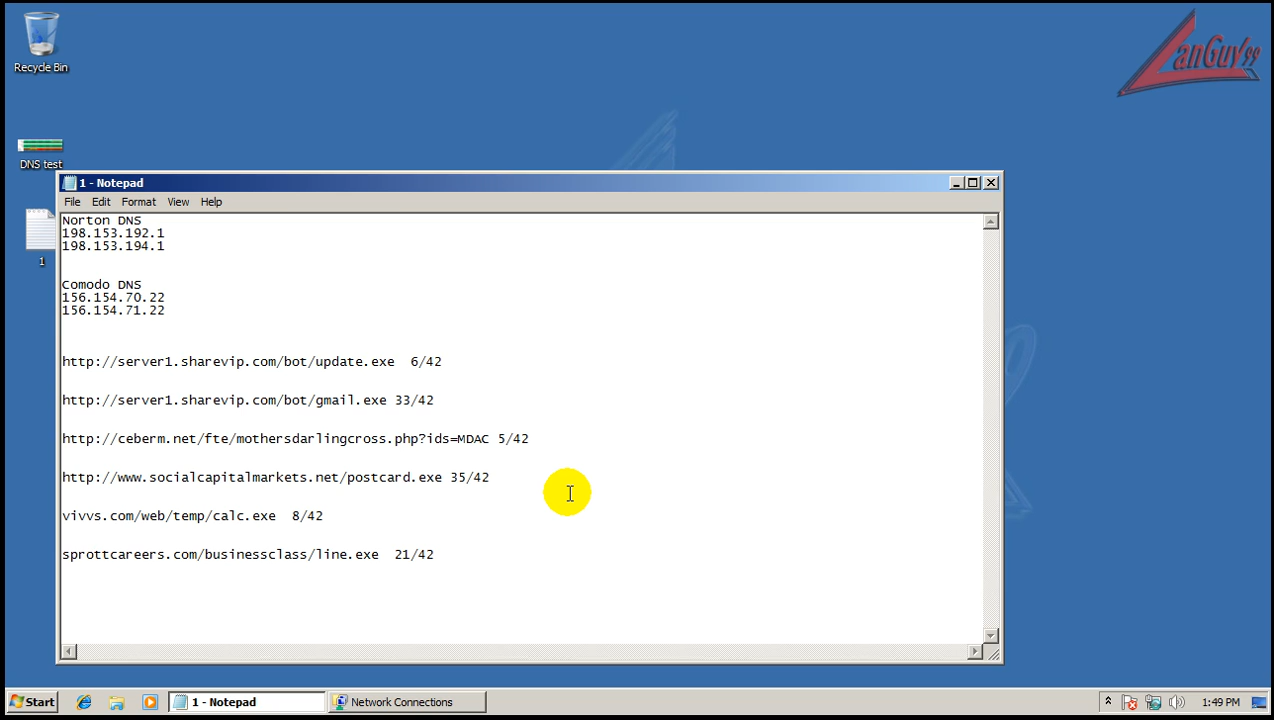 Recycle Bin
LanGuy99
DNS test
1
1 - Notepad
File Edit Format View Help
Norton DNS
198.153.192.1
198.153.194.1
Comodo DNS
156.154.70.22
156.154.71.22
http://server1.sharevip.com/bot/update.exe 6/42
http://server1.sharevip.com/bot/gmail.exe 33/42
http://ceberm.net/fte/mothersdarlingcross.php?ids=MDAC 5/42
http://www.socialcapitalmarkets.net/postcard.exe 35/42
vivvs.com/web/temp/calc.exe 8/42
sprottcareers.com/businessclass/line.exe 21/42
Start
1 - Notepad
Network Connections
1:49 PM